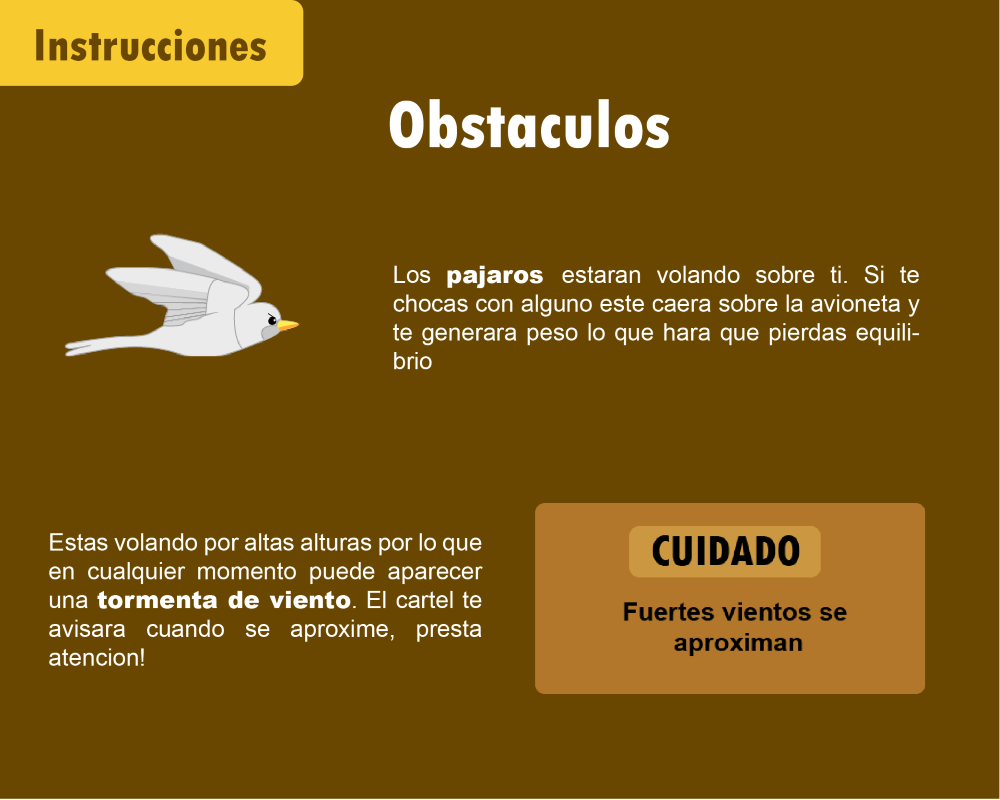 Instrucciones
Obstaculos
Los pajaros estaran volando sobre ti. Si te
chocas con alguno este caera sobre la avioneta y
te generara peso lo que hara que pierdas equili-
brio
Estas volando por altas alturas por lo que
en cualquier momento puede aparecer
una tormenta de viento. El cartel te
avisara cuando se aproxime, presta
atencion!
CUIDADO
Fuertes vientos se
aproximan